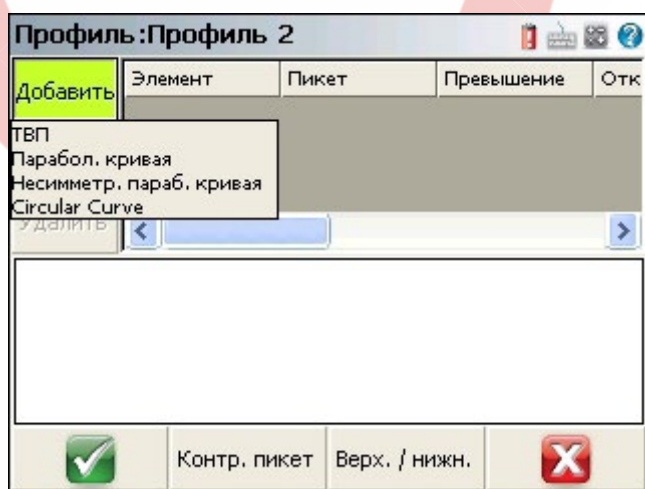 Профиль:Профиль 2
Добавить Элемент Пикет Превышение Отк
ТВП
Парабол. кривая
Несимметр. параб. кривая
Circular Curve
Удалить
Контр. пикет Верх. / нижн.